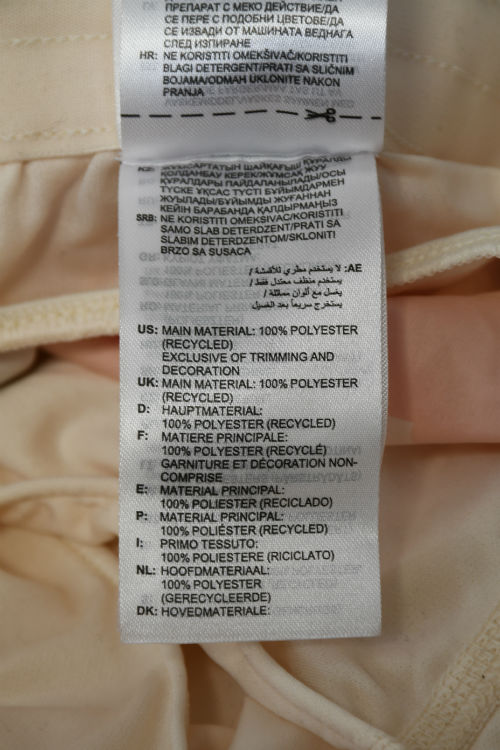 ПРЕПАРАТ С МЕКО ДЕЙСТВИЕ/ДА
СЕ ПЕРЕ С ПОДОБНИ ЦВЕТОВЕ/ДА
СЕ ИЗВАДИ ОТ МАШИНАТА ВЕДНАГА
СЛЕД ИЗПИРАНЕ
HR: NE KORISTITI OMEKŠIVAČ/KORISTITI
BLAGI DETERGENT/PRATI SA SLIČNIM
BOJAMA/ODMAH UKLONITE NAKON
PRANJA
ҚОЛДАНБАУ КЕРЕК/ЖҰМСАҚ ЖУУ
ҚҰРАЛДАРЫ ПАЙДАЛАНЫЛАДЫ/ОСЫ
ТҮСКЕ ҰҚСАС ТҮСТІ БҰЙЫМДАРМЕН
ЖУЫЛАДЫ/БҰЙЫМДЫ ЖУҒАННАН
КЕЙІН БАРАБАНДА ҚАЛДЫРМАҢЫЗ
SRB: NE KORISTITI OMEKSIVAC/KORISTITI
SAMO SLAB DETERDZENT/PRATI SA
SLABIM DETERDZENTOM/SKLONITI
BRZO SA SUSACA
AE: لا يستخدم مطري للأقمشة /
يستخدم منظف معتدل فقط /
يغسل مع ألوان مماثلة /
يستخرج سريعاً بعد الغسيل
US: MAIN MATERIAL: 100% POLYESTER
(RECYCLED)
EXCLUSIVE OF TRIMMING AND
DECORATION
UK: MAIN MATERIAL: 100% POLYESTER
(RECYCLED)
D: HAUPTMATERIAL:
100% POLYESTER (RECYCLED)
F: MATIERE PRINCIPALE:
100% POLYESTER (RECYCLÉ)
GARNITURE ET DÉCORATION NON-
COMPRISE
E: MATERIAL PRINCIPAL:
100% POLIESTER (RECICLADO)
P: MATERIAL PRINCIPAL:
100% POLIÉSTER (RECYCLED)
I: PRIMO TESSUTO:
100% POLIESTERE (RICICLATO)
NL: HOOFDMATERIAAL:
100% POLYESTER
(GERECYCLEERDE)
DK: HOVEDMATERIALE: